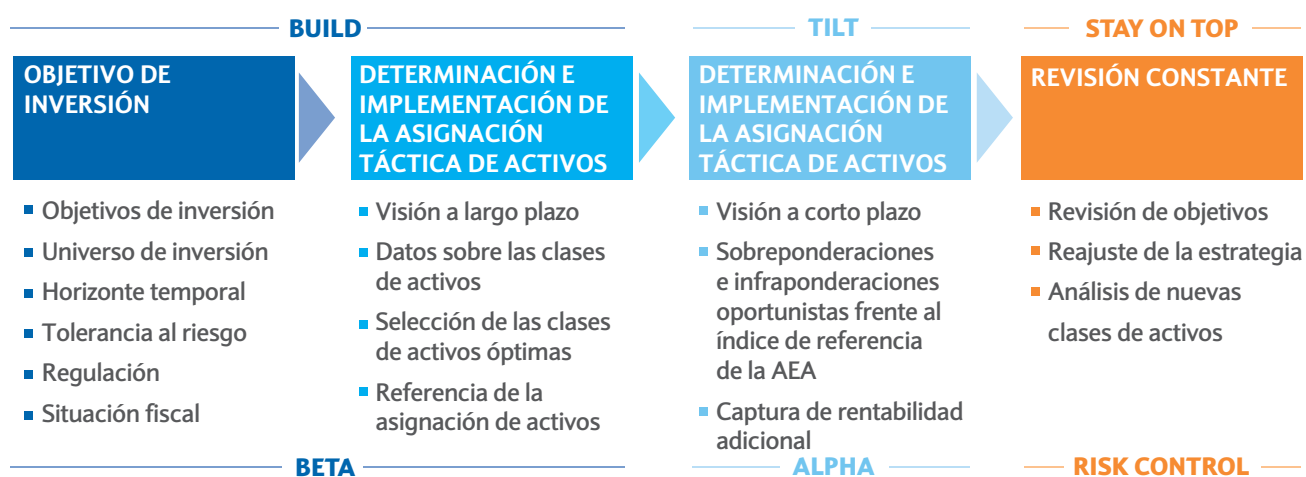 BUILD
TILT
STAY ON TOP
OBJETIVO DE
INVERSIÓN
DETERMINACIÓN E
IMPLEMENTACIÓN DE
LA ASIGNACIÓN
TÁCTICA DE ACTIVOS
DETERMINACIÓN E
IMPLEMENTACIÓN DE
LA ASIGNACIÓN
TÁCTICA DE ACTIVOS
REVISIÓN CONSTANTE
Objetivos de inversión
Universo de inversión
Horizonte temporal
Tolerancia al riesgo
Regulación
Situación fiscal
Visión a largo plazo
Datos sobre las clases
de activos
Selección de las clases
de activos óptimas
Referencia de la
asignación de activos
Visión a corto plazo
Sobreponderaciones
e infraponderaciones
oportunistas frente al
índice de referencia
de la AEA
Captura de rentabilidad
adicional
Revisión de objetivos
Reajuste de la estrategia
Análisis de nuevas
clases de activos
BETA
ALPHA
RISK CONTROL